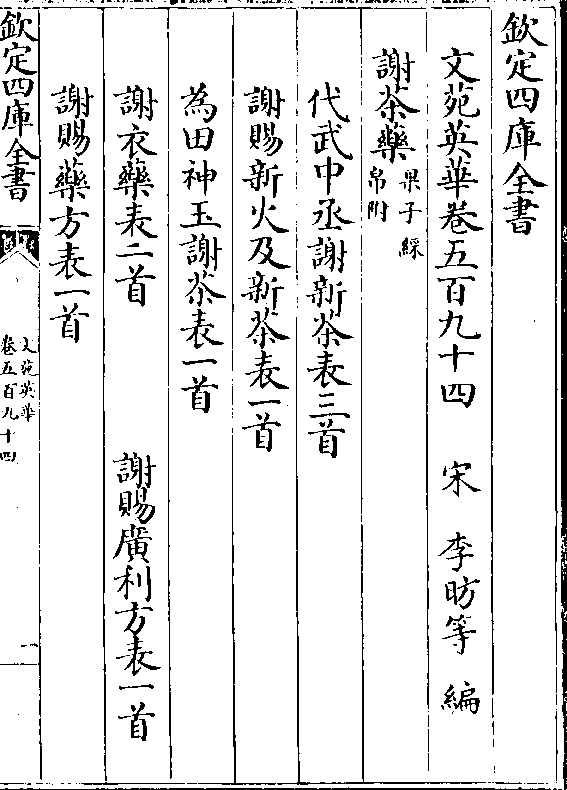 欽定四庫全書
文苑英華卷五百九十四　宋　李昉等　編
謝茶藥果子綵帛附
代武中丞謝新茶表三首
謝賜新火及新茶表一首
為田神玉謝茶表一首
謝衣藥表二首　謝賜廣利方表一首
謝賜藥方表一首
欽定四庫全書
文苑英華
卷五百九十四
一